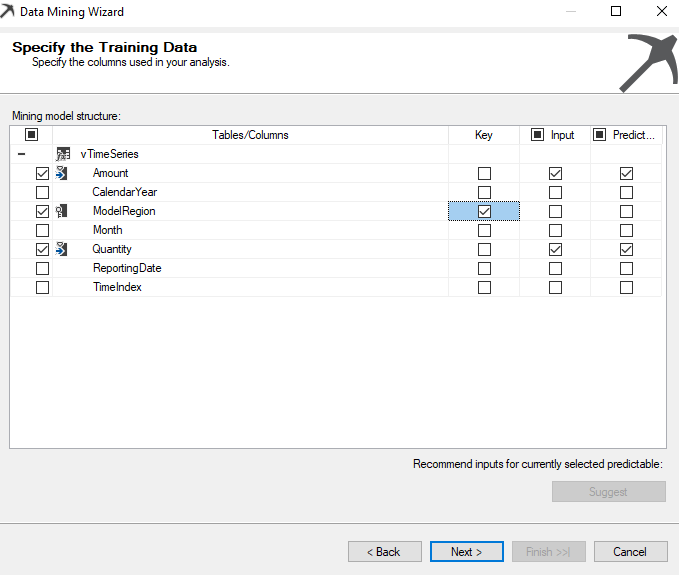 Data Mining Wizard
Specify the Training Data
Specify the columns used in your analysis.
Mining model structure:
Tables/Columns Key Input Predict...
vTimeSeries
Amount
CalendarYear
ModelRegion
Month
Quantity
ReportingDate
TimeIndex
Recommend inputs for currently selected predictable:
Suggest
< Back Next > Finish >>| Cancel